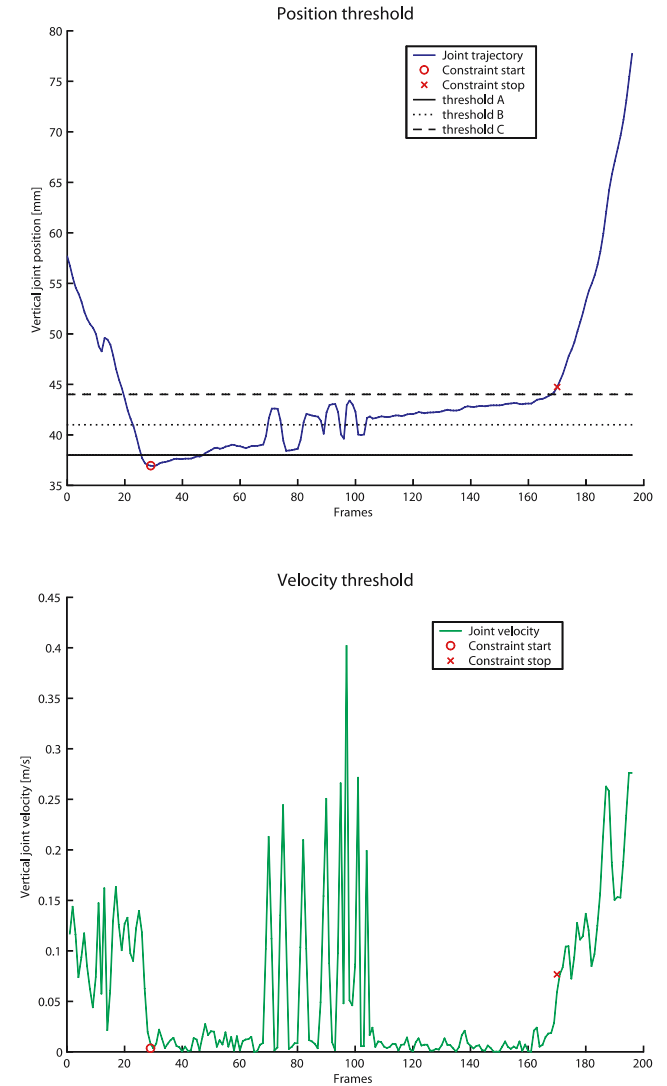 Position threshold
80
75
70
65
60
55
50
45
40
35
Vertical joint position [mm]
Joint trajectory
Constraint start
Constraint stop
threshold A
threshold B
threshold C
0 20 40 60 80 100 120 140 160 180 200
Frames
Velocity threshold
0.45
0.4
0.35
0.3
0.25
0.2
0.15
0.1
0.05
0
Vertical joint velocity [m/s]
Joint velocity
Constraint start
Constraint stop
0 20 40 60 80 100 120 140 160 180 200
Frames